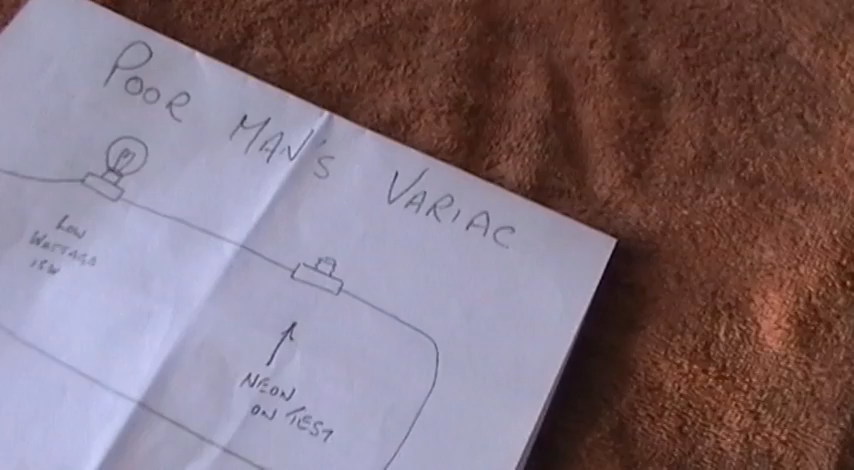 POOR MAN'S VARIAC
LOW
WATTAGE
15W
NEON
ON TEST